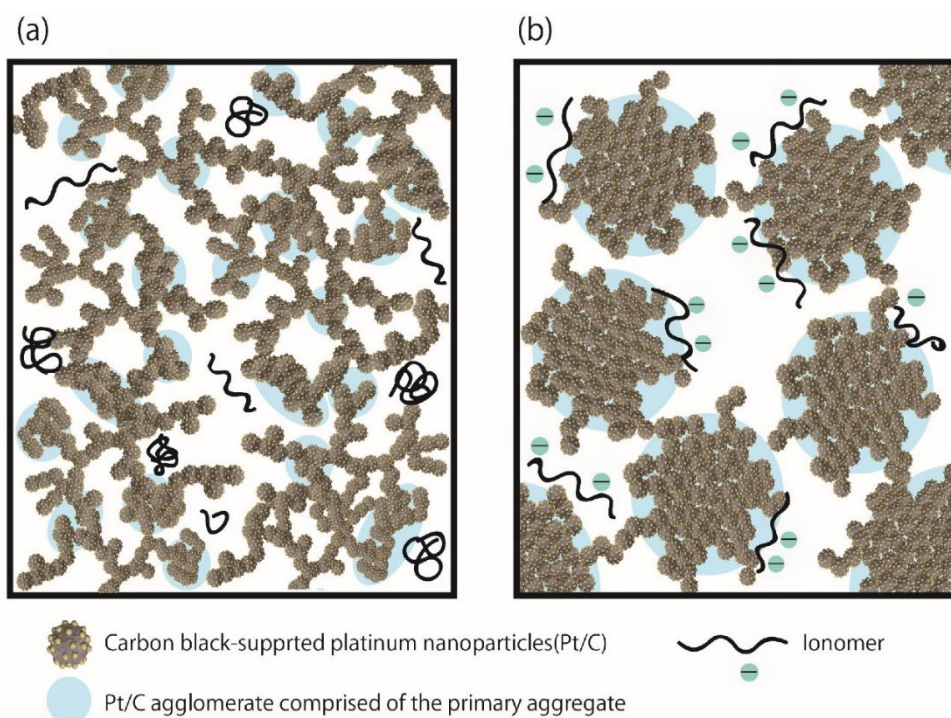 (a)
(b)
Carbon black-supprted platinum nanoparticles(Pt/C)
Ionomer
Pt/C agglomerate comprised of the primary aggregate